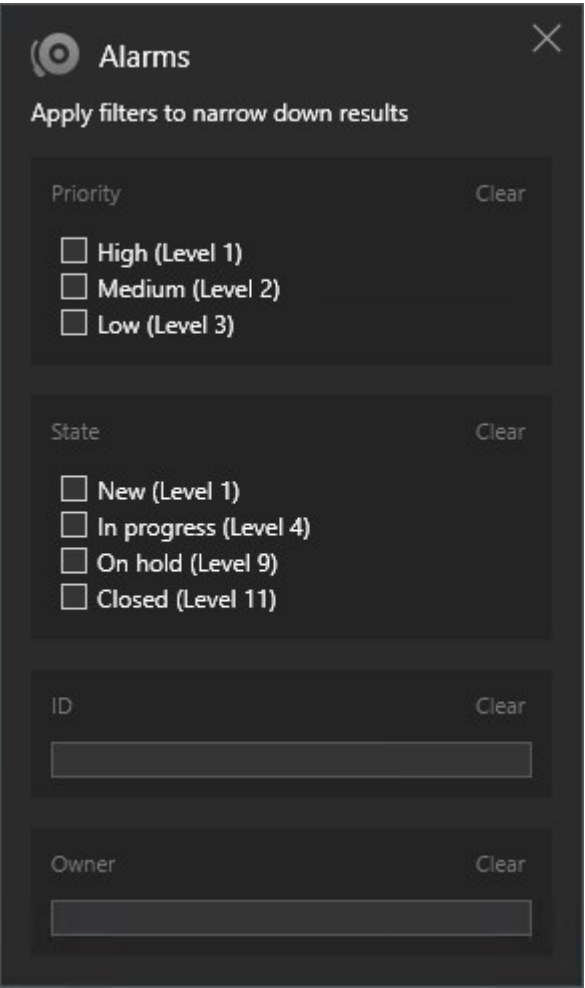 Alarms
Apply filters to narrow down results
Priority Clear
High (Level 1)
Medium (Level 2)
Low (Level 3)
State Clear
New (Level 1)
In progress (Level 4)
On hold (Level 9)
Closed (Level 11)
ID Clear
Owner Clear